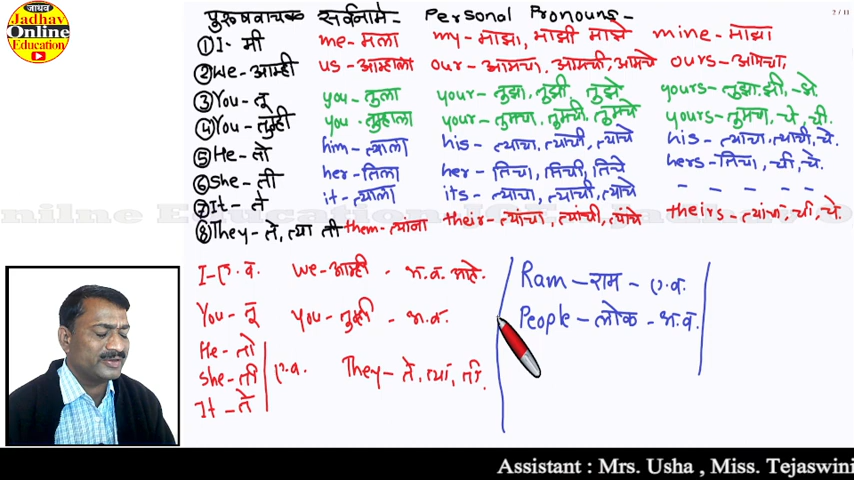 जाधव
Jadhav
Online
Education
पुरूषवाचक सर्वनामे - Personal Pronouns -
2 / 11
① I - मी me - मला my - माझा, माझी माझे mine - माझा
② We - आम्ही us - आम्हाला our - आमचा, आमची, आमचे ours - आमचा,
③ You - तू you - तुला your - तुझा, तुझी तुझे yours - तुझा, झी, - झे
④ You - तुम्ही you - तुम्हाला your - तुमचा, तुमची, तुमचे yours - तुमचा, चे, ची.
⑤ He - तो him - त्याला his - त्याचा, त्याची, त्याचे his - त्याचा, त्याची, चे.
⑥ She - ती her - तिला her - तिचा, तिची, तिचे hers - तिचा, ची, चे.
⑦ It - ते it - त्याला its - त्याचा, त्याची, त्याचे - - - - -
⑧ They - ते, त्या ती them - त्यांना their - त्यांचा, त्यांची, त्यांचे theirs - त्यांचा, ची, चे.
I - ए. व. We - आम्ही - अ. व. आहे.
You - तू You - तुम्ही - अ. व.
He - तो
She - ती ए. व. They - ते, त्या, ती.
It - ते
Ram - राम - ए. व.
People - लोक - अ. व.
Assistant : Mrs. Usha , Miss. Tejaswini